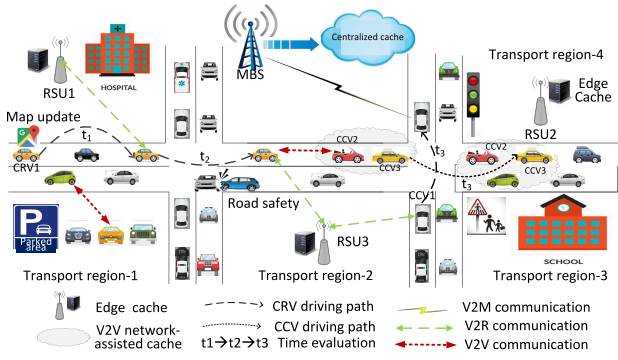 Centralized cache
MBS
HOSPITAL
Transport region-4
Edge
Cache
RSU1
RSU2
Map update
G
t1
t2
t3
t3
CRV1
CCV2
CCV3
CCV2
CCV3
Road safety
CCV1
P
Parked
area
RSU3
SCHOOL
Transport region-1
Transport region-2
Transport region-3
Edge cache
CRV driving path
V2M communication
V2V network-
assisted cache
CCV driving path
V2R communication
t1→t2→t3 Time evaluation
V2V communication